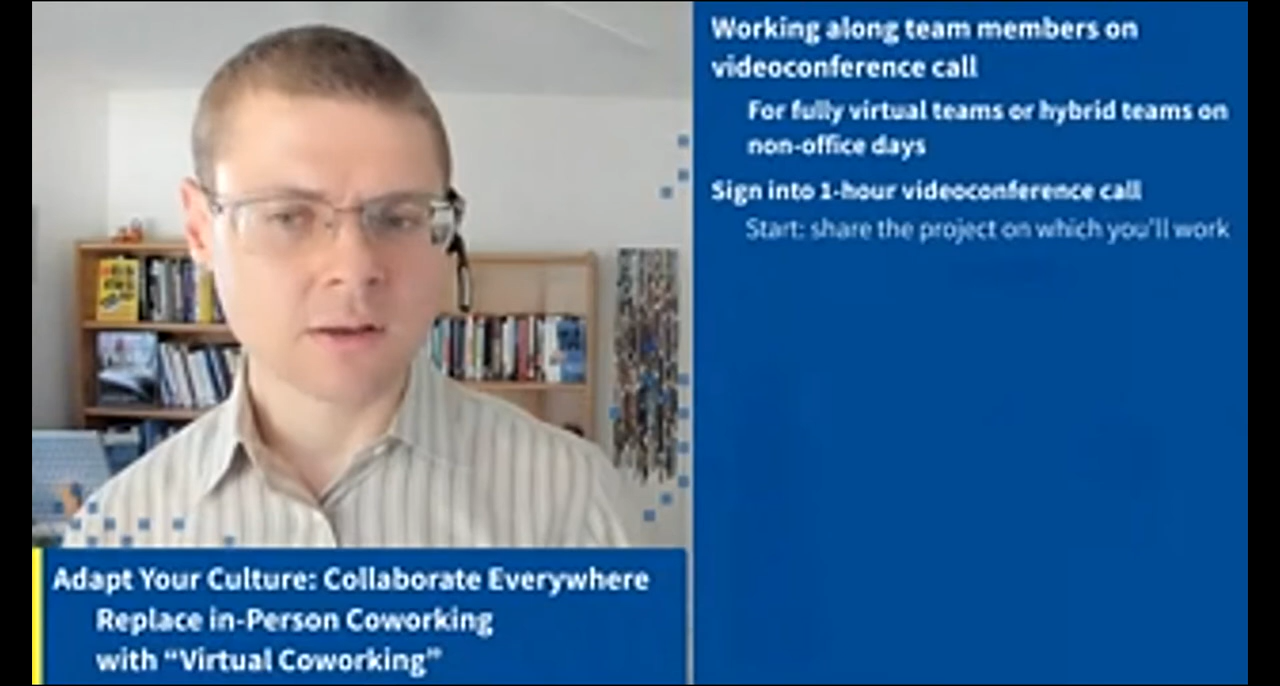 Working along team members on
videoconference call
For fully virtual teams or hybrid teams on
non-office days
Sign into 1-hour videoconference call
Start: share the project on which you'll work
Adapt Your Culture: Collaborate Everywhere
Replace in-Person Coworking
with “Virtual Coworking”